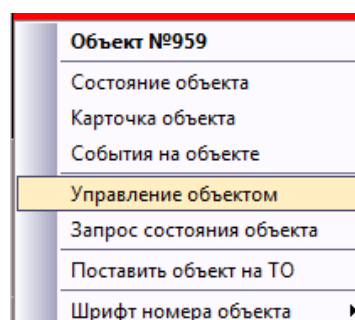 Объект №959
Состояние объекта
Карточка объекта
События на объекте
Управление объектом
Запрос состояния объекта
Поставить объект на ТО
Шрифт номера объекта